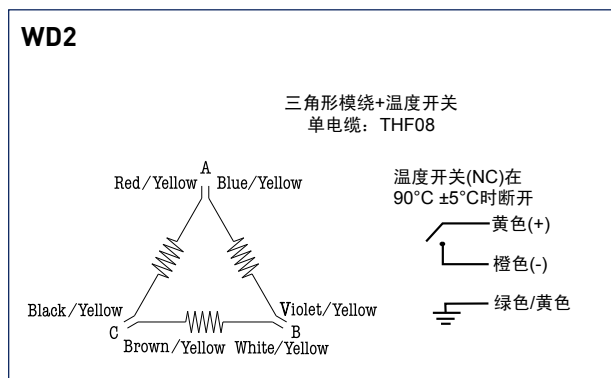 WD2
三角形模绕+温度开关
单电缆：THF08
A
Red/Yellow Blue/Yellow
温度开关(NC)在
90°C ±5°C时断开
黄色(+)
橙色(-)
绿色/黄色
Black/Yellow Violet/Yellow
C B
Brown/Yellow White/Yellow